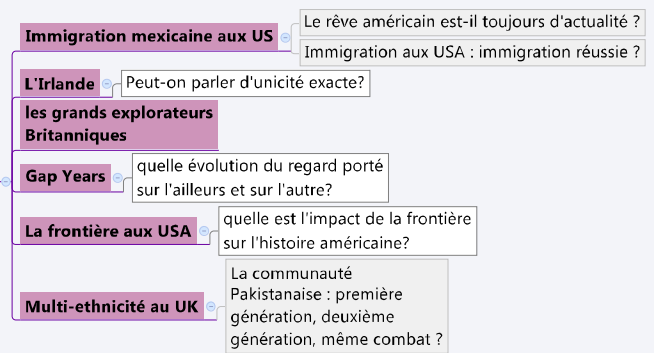 Immigration mexicaine aux US
Le rêve américain est-il toujours d'actualité ?
Immigration aux USA : immigration réussie ?
L'Irlande
Peut-on parler d'unicité exacte?
les grands explorateurs
Britanniques
Gap Years
quelle évolution du regard porté
sur l'ailleurs et sur l'autre?
La frontière aux USA
quelle est l'impact de la frontière
sur l'histoire américaine?
Multi-ethnicité au UK
La communauté
Pakistanaise : première
génération, deuxième
génération, même combat ?